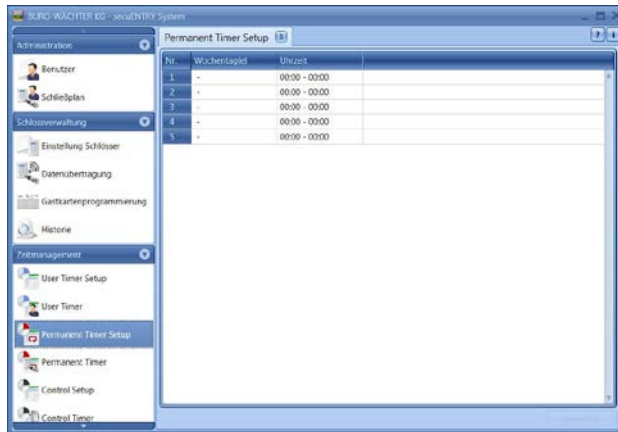 BURG-WÄCHTER KG - secuENTRY System
Administration
Benutzer
Schließplan
Schlossverwaltung
Einstellung Schlösser
Datenübertragung
Gastkartenprogrammierung
Historie
Zeitmanagement
User Timer Setup
User Timer
Permanent Timer Setup
Permanent Timer
Control Setup
Control Timer
Permanent Timer Setup
Nr. Wochentag(e) Uhrzeit
1 - 00:00 - 00:00
2 - 00:00 - 00:00
3 - 00:00 - 00:00
4 - 00:00 - 00:00
5 - 00:00 - 00:00